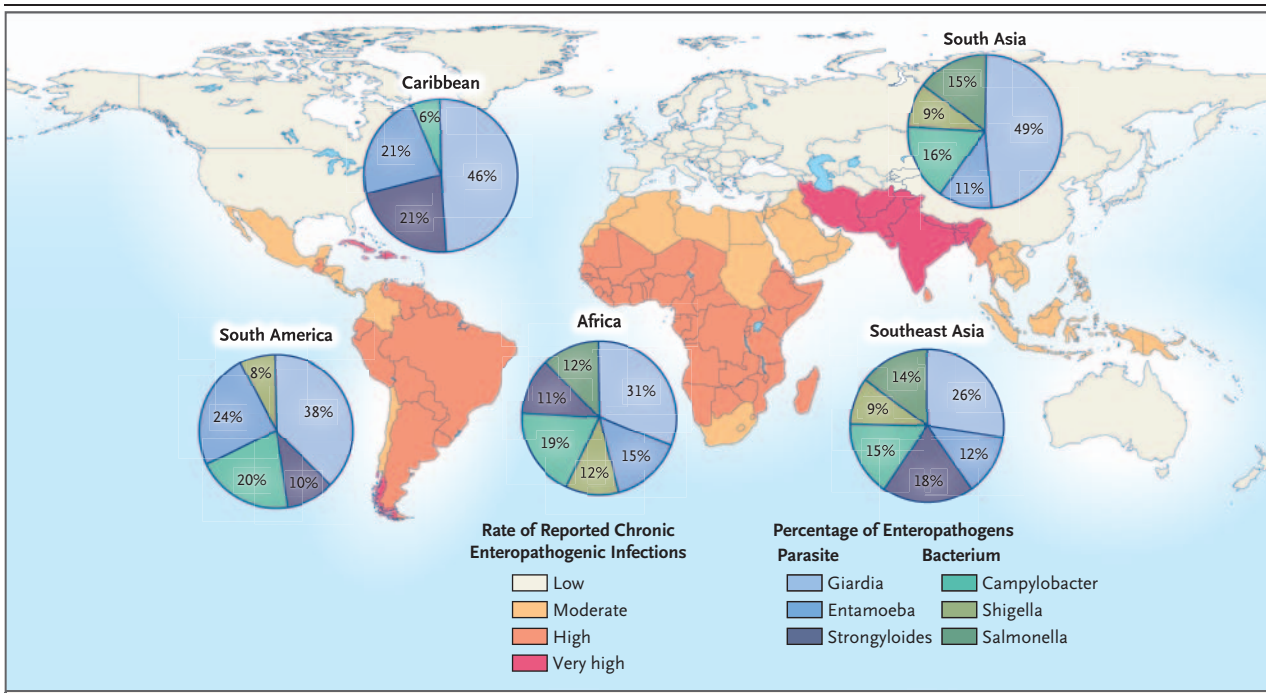 South Asia
15%
49%
9%
16%
11%
Caribbean
6%
21%
46%
21%
South America
8%
38%
24%
20%
10%
Africa
12%
31%
11%
19%
15%
12%
Southeast Asia
14%
26%
9%
15%
12%
18%
Rate of Reported Chronic
Enteropathogenic Infections
Low
Moderate
High
Very high
Percentage of Enteropathogens
Parasite
Bacterium
Giardia
Campylobacter
Entamoeba
Shigella
Strongyloides
Salmonella